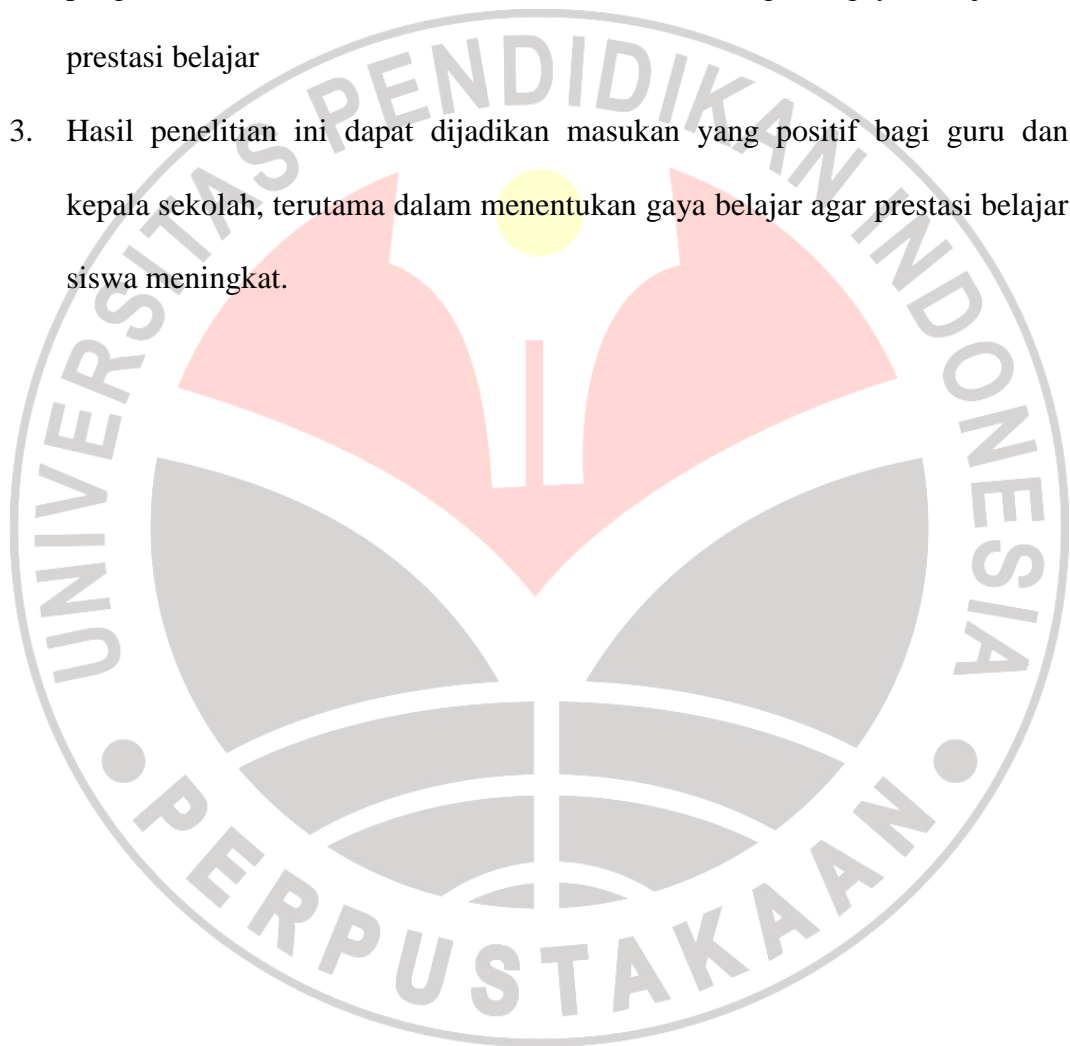 prestasi belajar
3. Hasil penelitian ini dapat dijadikan masukan yang positif bagi guru dan
kepala sekolah, terutama dalam menentukan gaya belajar agar prestasi belajar
siswa meningkat.
UNIVERSITAS PENDIDIKAN INDONESIA
PERPUSTAKAAN